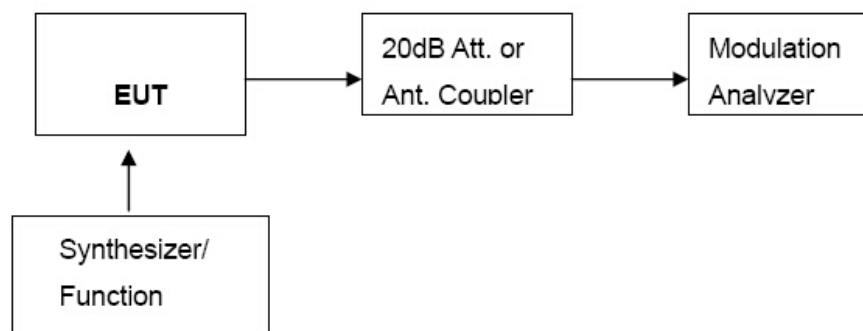 EUT
20dB Att. or
Ant. Coupler
Modulation
Analyzer
Synthesizer/
Function